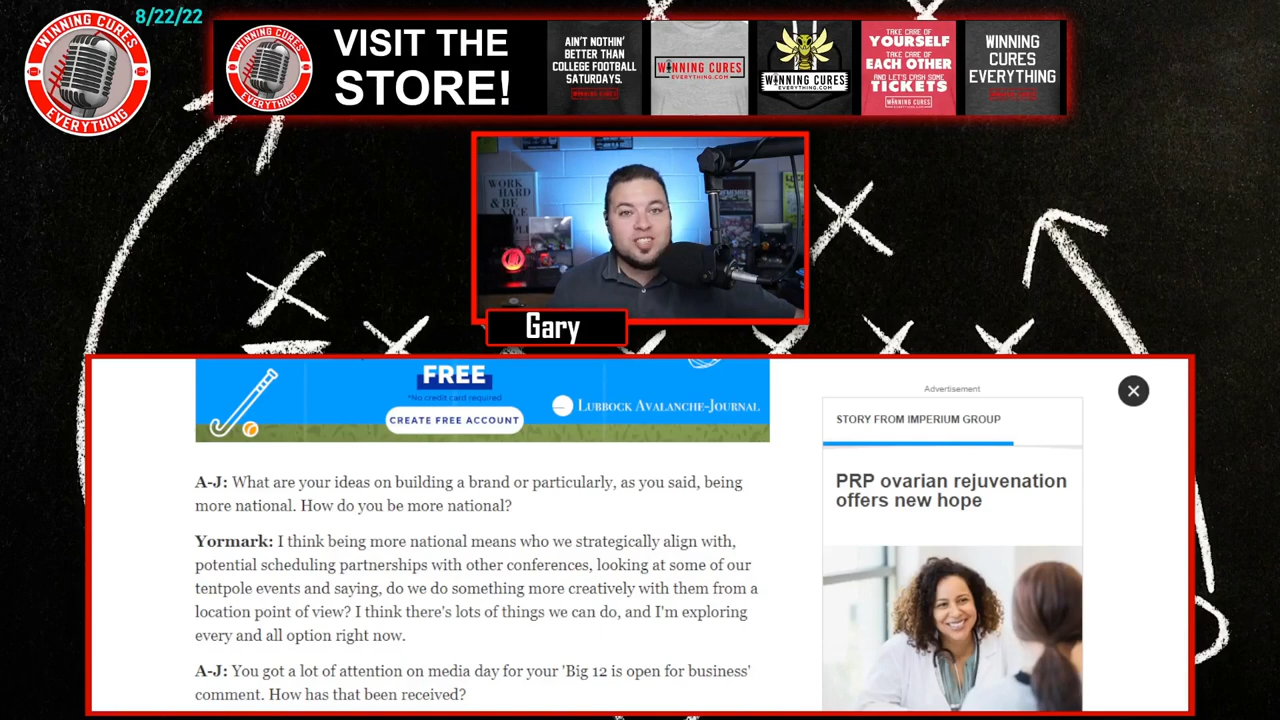 8/22/22
WINNING CURES
EVERYTHING
WINNING CURES
EVERYTHING
VISIT THE
STORE!
AIN'T NOTHIN'
BETTER THAN
COLLEGE FOOTBALL
SATURDAYS.
WINNING CURES
EVERYTHING.COM
WINNING CURES
EVERYTHING.COM
TAKE CARE OF
YOURSELF
TAKE CARE OF
EACH OTHER
AND LET'S CASH SOME
TICKETS
WINNING CURES
WINNING
CURES
EVERYTHING
WORK
HARD
& BE
NICE
Gary
FREE
*No credit card required
CREATE FREE ACCOUNT
LUBBOCK AVALANCHE-JOURNAL
A-J: What are your ideas on building a brand or particularly, as you said, being
more national. How do you be more national?
Yormark: I think being more national means who we strategically align with,
potential scheduling partnerships with other conferences, looking at some of our
tentpole events and saying, do we do something more creatively with them from a
location point of view? I think there's lots of things we can do, and I'm exploring
every and all option right now.
A-J: You got a lot of attention on media day for your 'Big 12 is open for business'
comment. How has that been received?
Advertisement
STORY FROM IMPERIUM GROUP
PRP ovarian rejuvenation
offers new hope